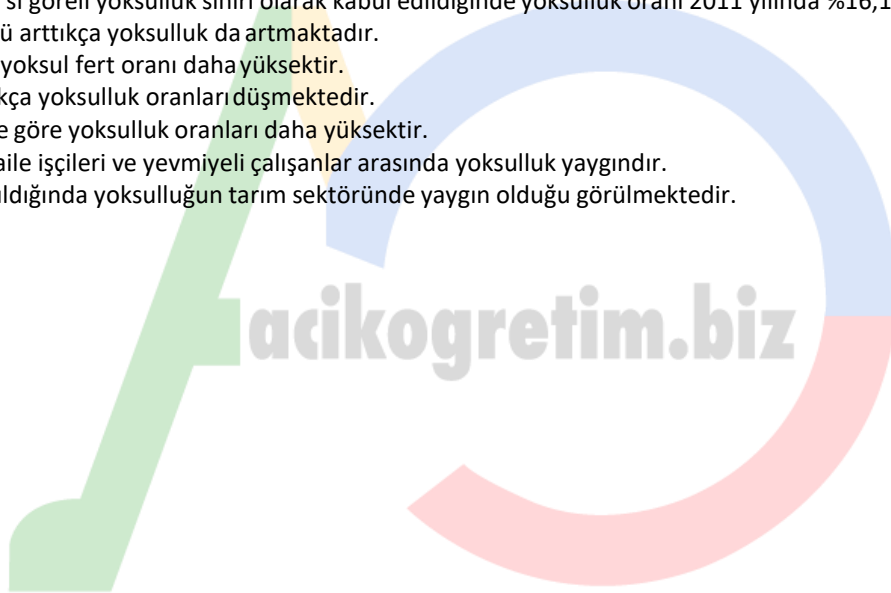 si göreli yoksulluk sınırı olarak kabul edildiğinde yoksulluk oranı 2011 yılında %16,1
ü arttıkça yoksulluk da artmaktadır.
yoksul fert oranı daha yüksektir.
kça yoksulluk oranları düşmektedir.
e göre yoksulluk oranları daha yüksektir.
aile işçileri ve yevmiyeli çalışanlar arasında yoksulluk yaygındır.
ıldığında yoksulluğun tarım sektöründe yaygın olduğu görülmektedir.
acikogretim.biz